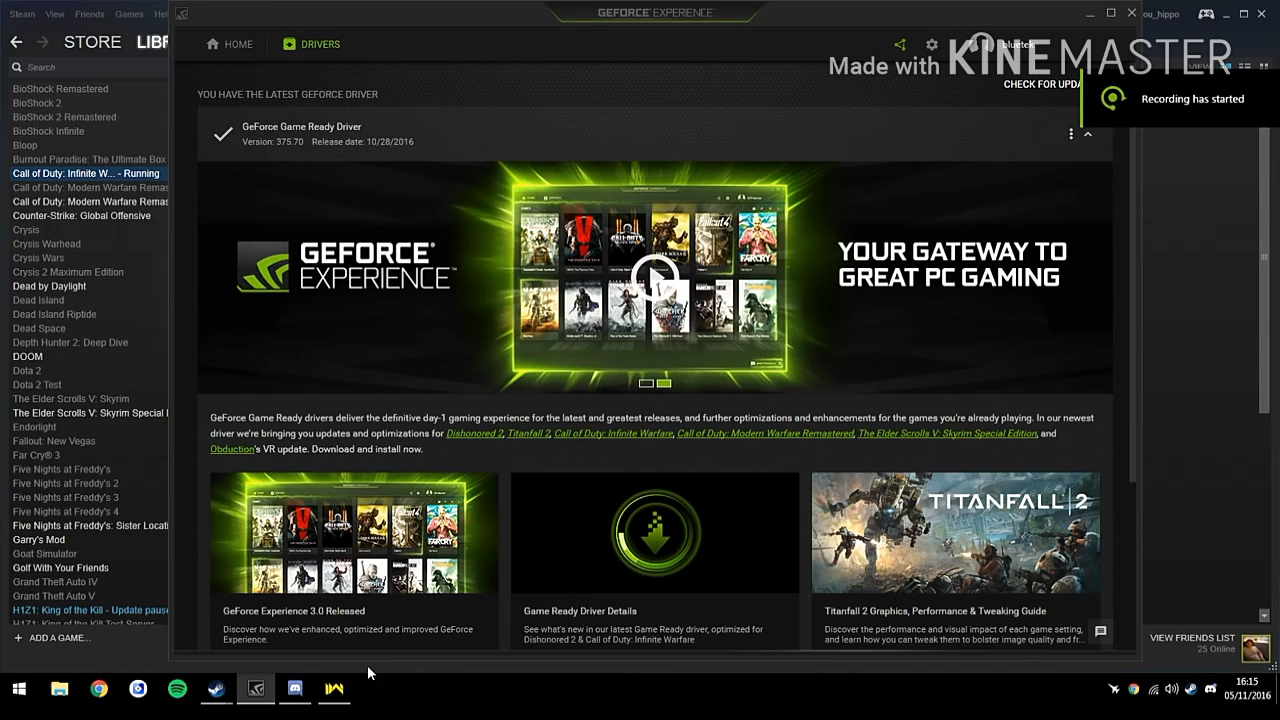 Steam View Friends Games Hel
GEFORCE EXPERIENCE
ou_hippo
STORE LIBR
HOME
DRIVERS
bluetek
Made with KINEMASTER
VIEW
Search
Recording has started
CHECK FOR UPDA
YOU HAVE THE LATEST GEFORCE DRIVER
GeForce Game Ready Driver
Version: 375.70 Release date: 10/28/2016
BioShock Remastered
BioShock 2
BioShock 2 Remastered
BioShock Infinite
Bloop
Burnout Paradise: The Ultimate Box
Call of Duty: Infinite W... - Running
Call of Duty: Modern Warfare Remas
Call of Duty: Modern Warfare Remas
Counter-Strike: Global Offensive
Crysis
Crysis Warhead
Crysis Wars
Crysis 2 Maximum Edition
Dead by Daylight
Dead Island
Dead Island Riptide
Dead Space
Depth Hunter 2: Deep Dive
DOOM
Dota 2
Dota 2 Test
The Elder Scrolls V: Skyrim
The Elder Scrolls V: Skyrim Special
Endorlight
Fallout: New Vegas
Far Cry® 3
Five Nights at Freddy's
Five Nights at Freddy's 2
Five Nights at Freddy's 3
Five Nights at Freddy's 4
Five Nights at Freddy's: Sister Locati
Garry's Mod
Goat Simulator
Golf With Your Friends
Grand Theft Auto IV
Grand Theft Auto V
H1Z1: King of the Kill - Update pause
H1Z1: King of the Kill Test Server
ADD A GAME...
GEFORCE®
EXPERIENCE™
YOUR GATEWAY TO
GREAT PC GAMING
GeForce Game Ready drivers deliver the definitive day-1 gaming experience for the latest and greatest releases, and further optimizations and enhancements for the games you're already playing. In our newest
driver we're bringing you updates and optimizations for Dishonored 2, Titanfall 2, Call of Duty: Infinite Warfare, Call of Duty: Modern Warfare Remastered, The Elder Scrolls V: Skyrim Special Edition, and
Obduction's VR update. Download and install now.
TITANFALL|2
GeForce Experience 3.0 Released
Discover how we've enhanced, optimized and improved GeForce
Experience.
Game Ready Driver Details
See what's new in our latest Game Ready driver, optimized for
Dishonored 2 & Call of Duty: Infinite Warfare
Titanfall 2 Graphics, Performance & Tweaking Guide
Discover the performance and visual impact of each game setting,
and learn how you can tweak them to bolster image quality and fr...
VIEW FRIENDS LIST
25 Online
16:15
05/11/2016